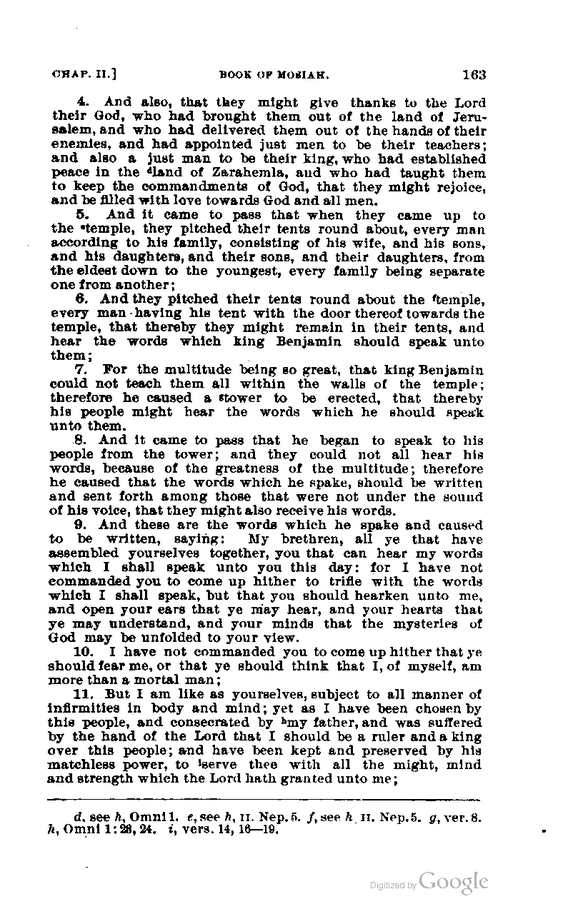 CHAP. II.] BOOK OF MOSIAH. 163
4. And also, that they might give thanks to the Lord
their God, who had brought them out of the land of Jeru-
salem, and who had delivered them out of the hands of their
enemies, and had appointed just men to be their teachers;
and also a just man to be their king, who had established
peace in the ᵈland of Zarahemla, and who had taught them
to keep the commandments of God, that they might rejoice,
and be filled with love towards God and all men.
5. And it came to pass that when they came up to
the ᵉtemple, they pitched their tents round about, every man
according to his family, consisting of his wife, and his sons,
and his daughters, and their sons, and their daughters, from
the eldest down to the youngest, every family being separate
one from another;
6. And they pitched their tents round about the ᶠtemple,
every man having his tent with the door thereof towards the
temple, that thereby they might remain in their tents, and
hear the words which king Benjamin should speak unto
them;
7. For the multitude being so great, that king Benjamin
could not teach them all within the walls of the temple;
therefore he caused a ᵍtower to be erected, that thereby
his people might hear the words which he should speak
unto them.
8. And it came to pass that he began to speak to his
people from the tower; and they could not all hear his
words, because of the greatness of the multitude; therefore
he caused that the words which he spake, should be written
and sent forth among those that were not under the sound
of his voice, that they might also receive his words.
9. And these are the words which he spake and caused
to be written, saying: My brethren, all ye that have
assembled yourselves together, you that can hear my words
which I shall speak unto you this day: for I have not
commanded you to come up hither to trifle with the words
which I shall speak, but that you should hearken unto me,
and open your ears that ye may hear, and your hearts that
ye may understand, and your minds that the mysteries of
God may be unfolded to your view.
10. I have not commanded you to come up hither that ye
should fear me, or that ye should think that I, of myself, am
more than a mortal man;
11. But I am like as yourselves, subject to all manner of
infirmities in body and mind; yet as I have been chosen by
this people, and consecrated by ʰmy father, and was suffered
by the hand of the Lord that I should be a ruler and a king
over this people; and have been kept and preserved by his
matchless power, to ⁱserve thee with all the might, mind
and strength which the Lord hath granted unto me;
d, see h, Omni 1. e, see h, II. Nep. 5. f, see h II. Nep. 5. g, ver. 8.
h, Omni 1:23, 24. i, vers. 14, 16—19.
Digitized by Google